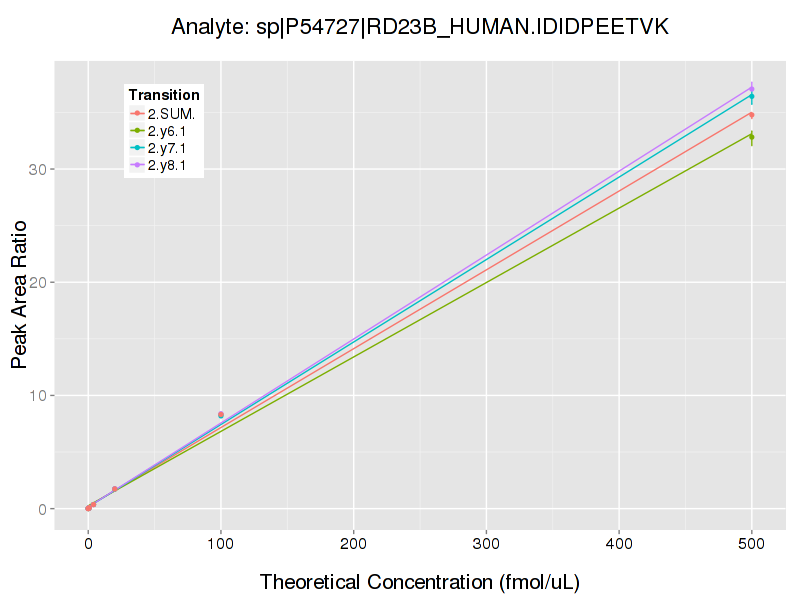 Analyte: sp|P54727|RD23B_HUMAN.IDIDPEETVK
Transition
2.SUM.
2.y6.1
2.y7.1
2.y8.1
Peak Area Ratio
30
20
10
0
0 100 200 300 400 500
Theoretical Concentration (fmol/uL)